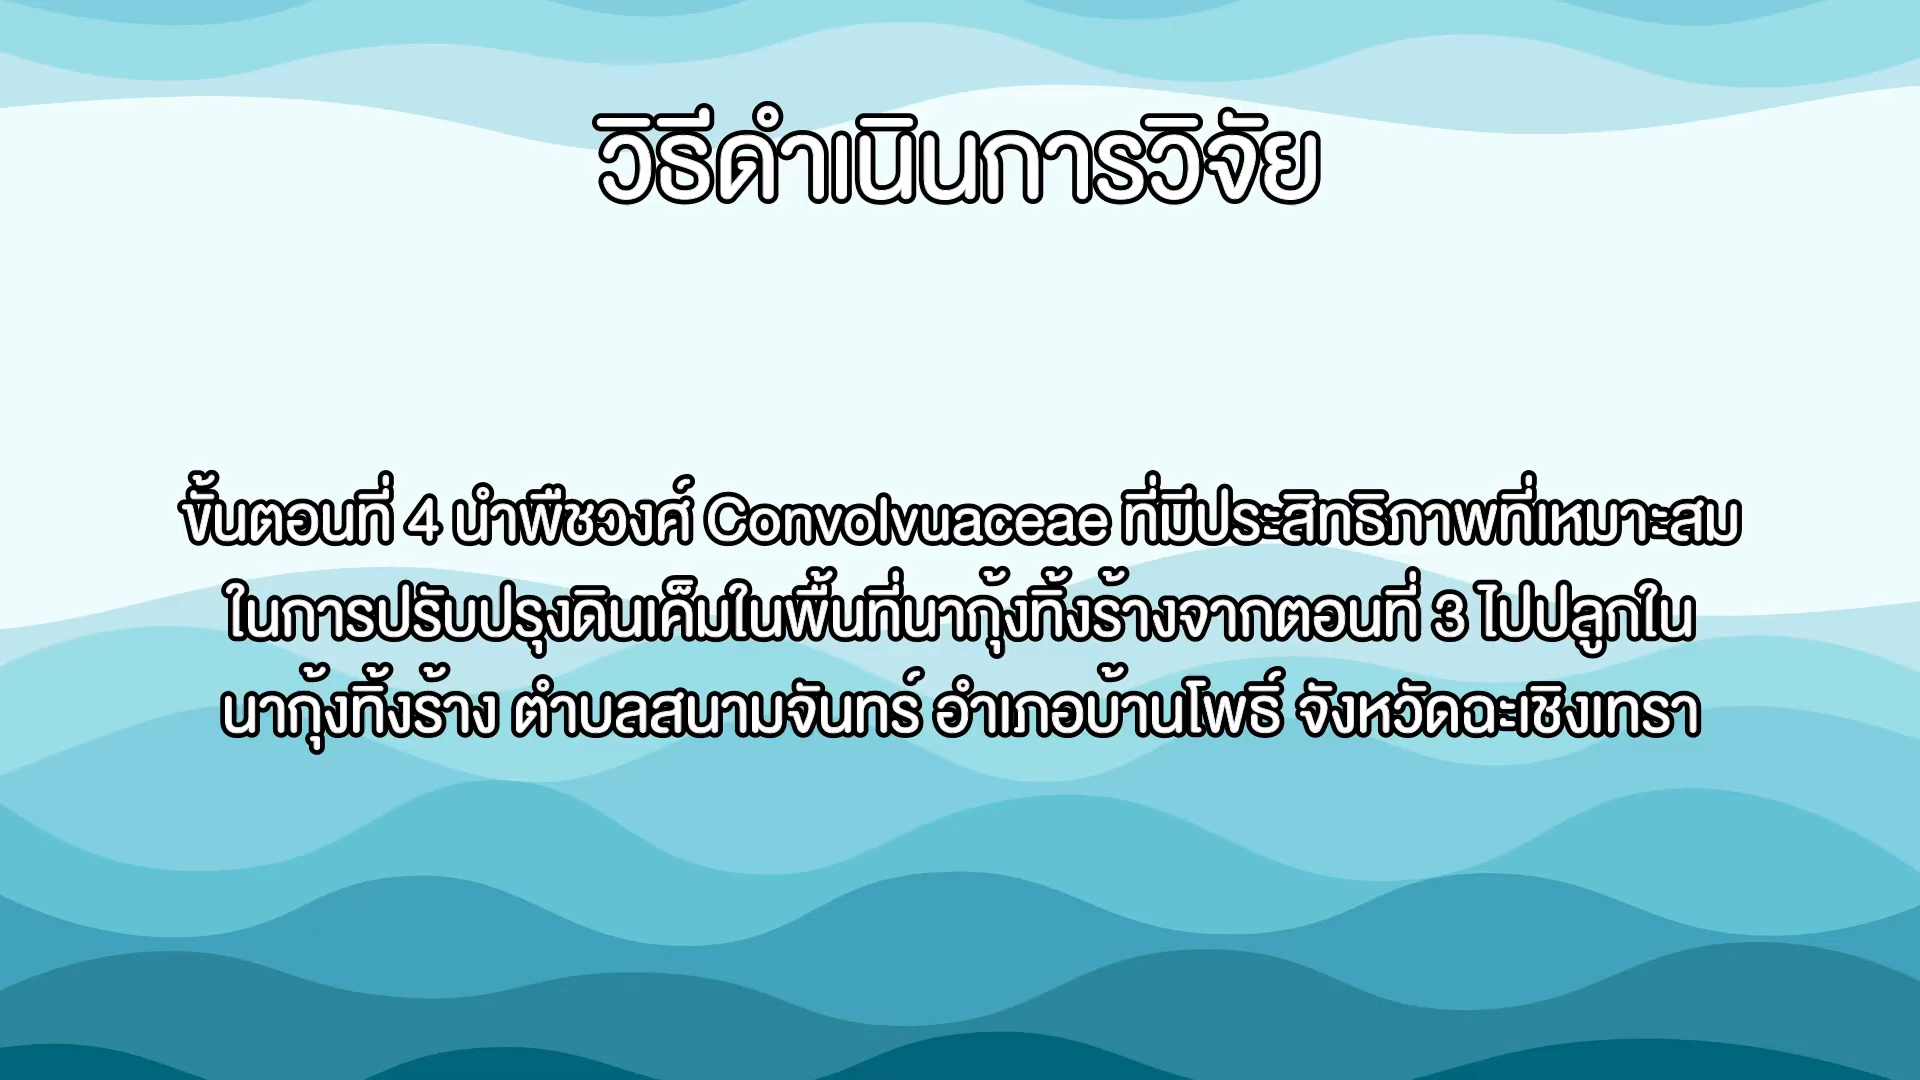 วิธีดำเนินการวิจัย
ขั้นตอนที่ 4 นำพืชวงศ์ Convolvuaceae ที่มีประสิทธิภาพที่เหมาะสม
ในการปรับปรุงดินเค็มในพื้นที่นากุ้งทิ้งร้างจากตอนที่ 3 ไปปลูกใน
นากุ้งทิ้งร้าง ตำบลสนามจันทร์ อำเภอบ้านโพธิ์ จังหวัดฉะเชิงเทรา